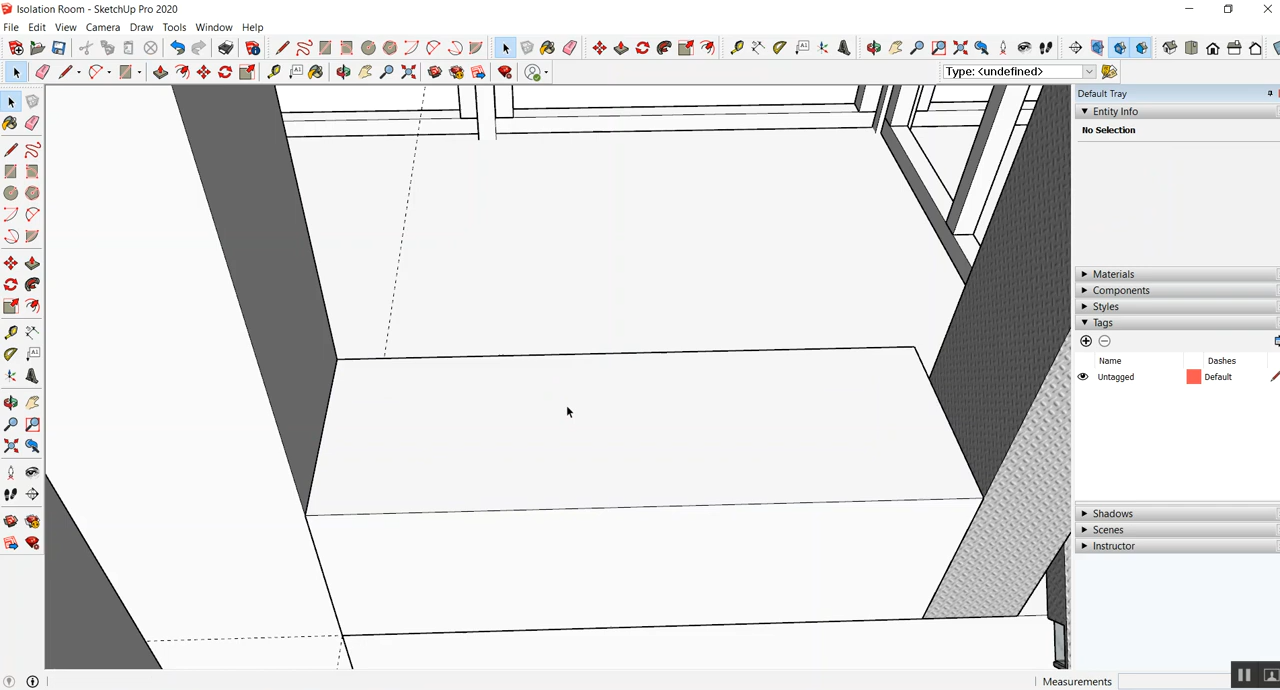 Isolation Room - SketchUp Pro 2020
File Edit View Camera Draw Tools Window Help
Type: <undefined>
Default Tray
Entity Info
No Selection
Materials
Components
Styles
Tags
Name Dashes
Untagged Default
Shadows
Scenes
Instructor
Measurements